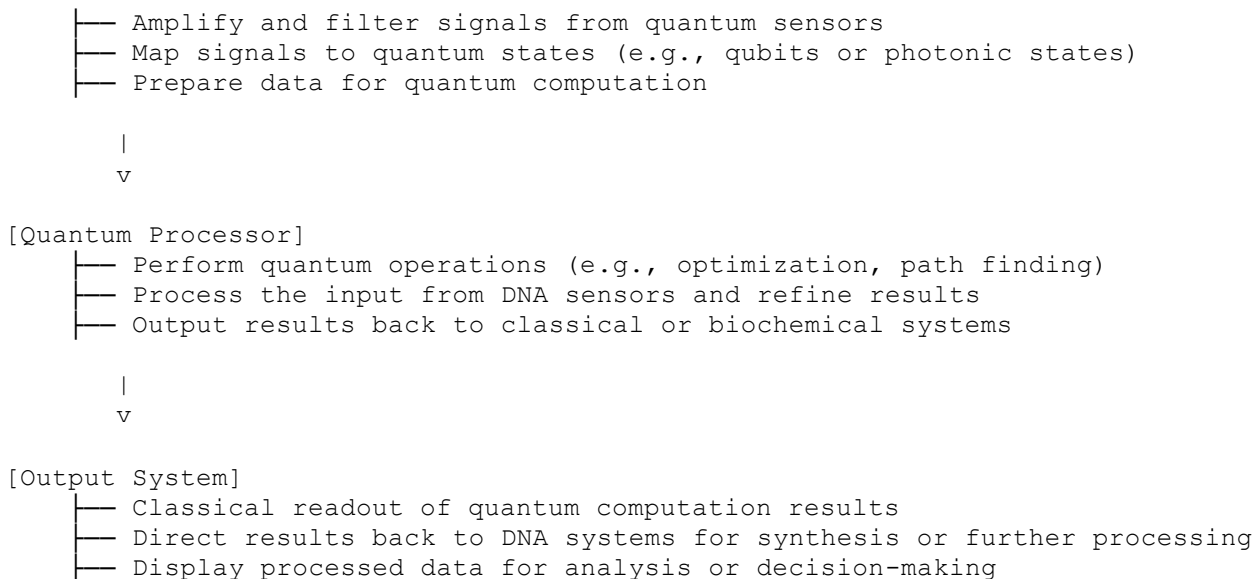 ├── Amplify and filter signals from quantum sensors
├── Map signals to quantum states (e.g., qubits or photonic states)
├── Prepare data for quantum computation
|
v
[Quantum Processor]
├── Perform quantum operations (e.g., optimization, path finding)
├── Process the input from DNA sensors and refine results
├── Output results back to classical or biochemical systems
|
v
[Output System]
├── Classical readout of quantum computation results
├── Direct results back to DNA systems for synthesis or further processing
├── Display processed data for analysis or decision-making